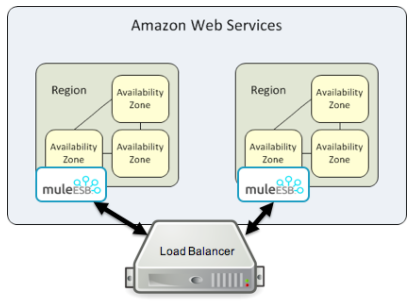 Amazon Web Services
Region
Availability
Zone
Availability
Zone
Availability
Zone
muleESB
Region
Availability
Zone
Availability
Zone
Availability
Zone
muleESB
Load Balancer